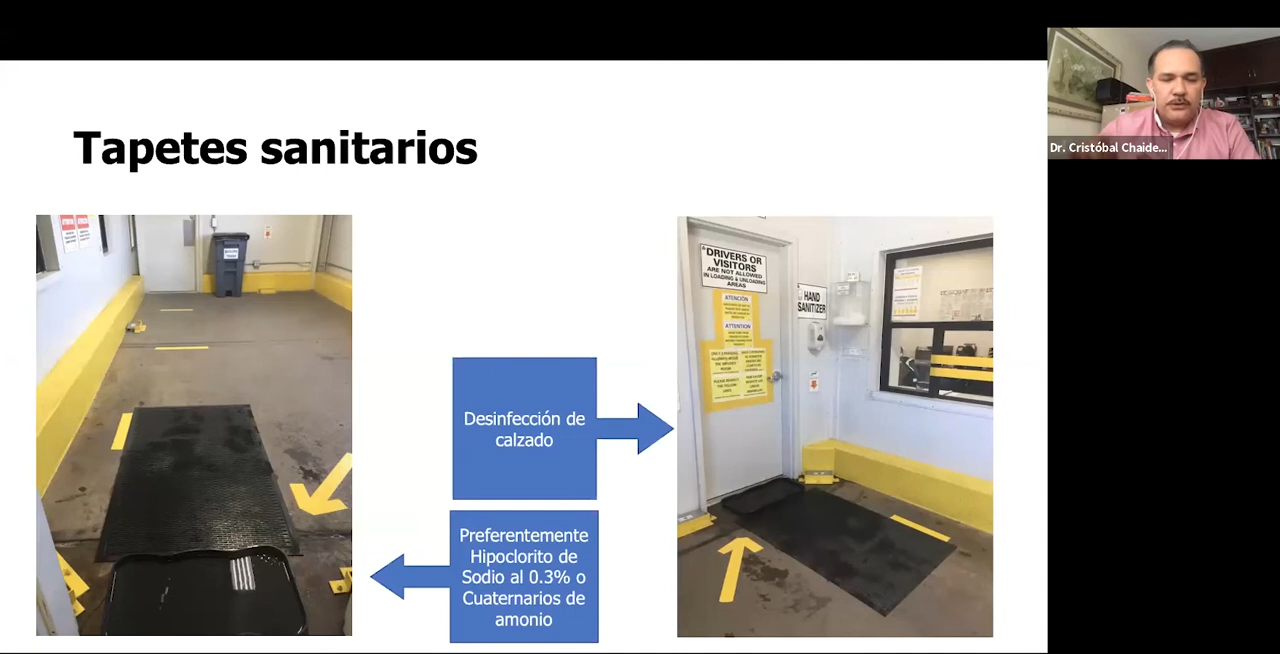 Tapetes sanitarios
Dr. Cristóbal Chaide...
DRIVERS OR
VISITORS
ARE NOT ALLOWED
IN LOADING & UNLOADING
AREAS
ATENCIÓN
ATTENTION
HAND
SANITIZER
Desinfección de
calzado
Preferentemente
Hipoclorito de
Sodio al 0.3% o
Cuaternarios de
amonio